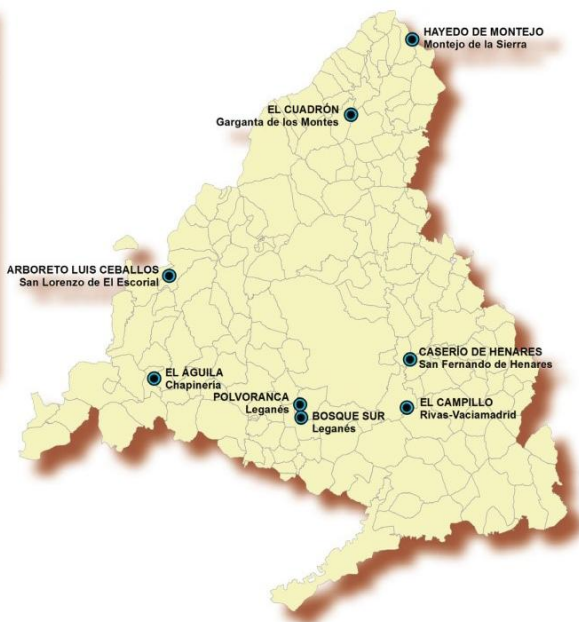 HAYEDO DE MONTEJO
Montejo de la Sierra
EL CUADRÓN
Garganta de los Montes
ARBORETO LUIS CEBALLOS
San Lorenzo de El Escorial
CASERÍO DE HENARES
San Fernando de Henares
EL ÁGUILA
Chapinería
POLVORANCA
Leganés
BOSQUE SUR
Leganés
EL CAMPILLO
Rivas-Vaciamadrid